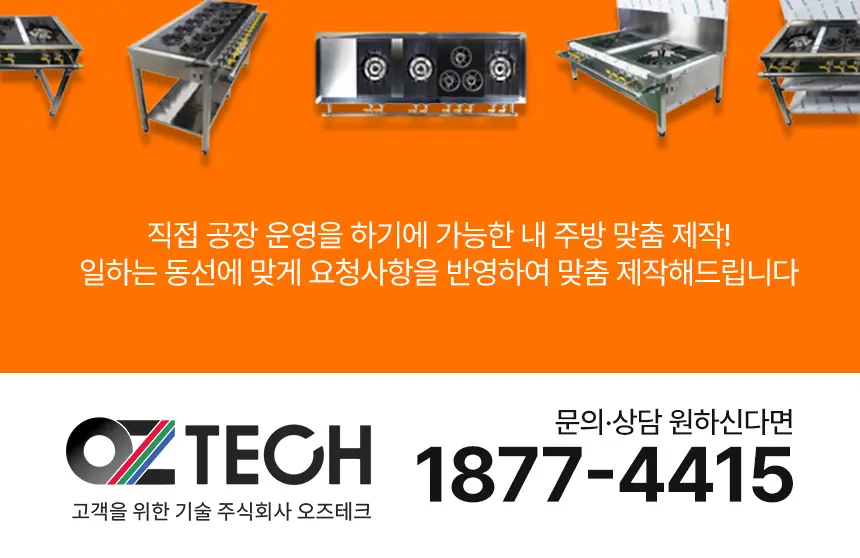 직접 공장 운영을 하기에 가능한 내 주방 맞춤 제작!
일하는 동선에 맞게 요청사항을 반영하여 맞춤 제작해드립니다
OZ TECH
고객을 위한 기술 주식회사 오즈테크
문의·상담 원하신다면
1877-4415